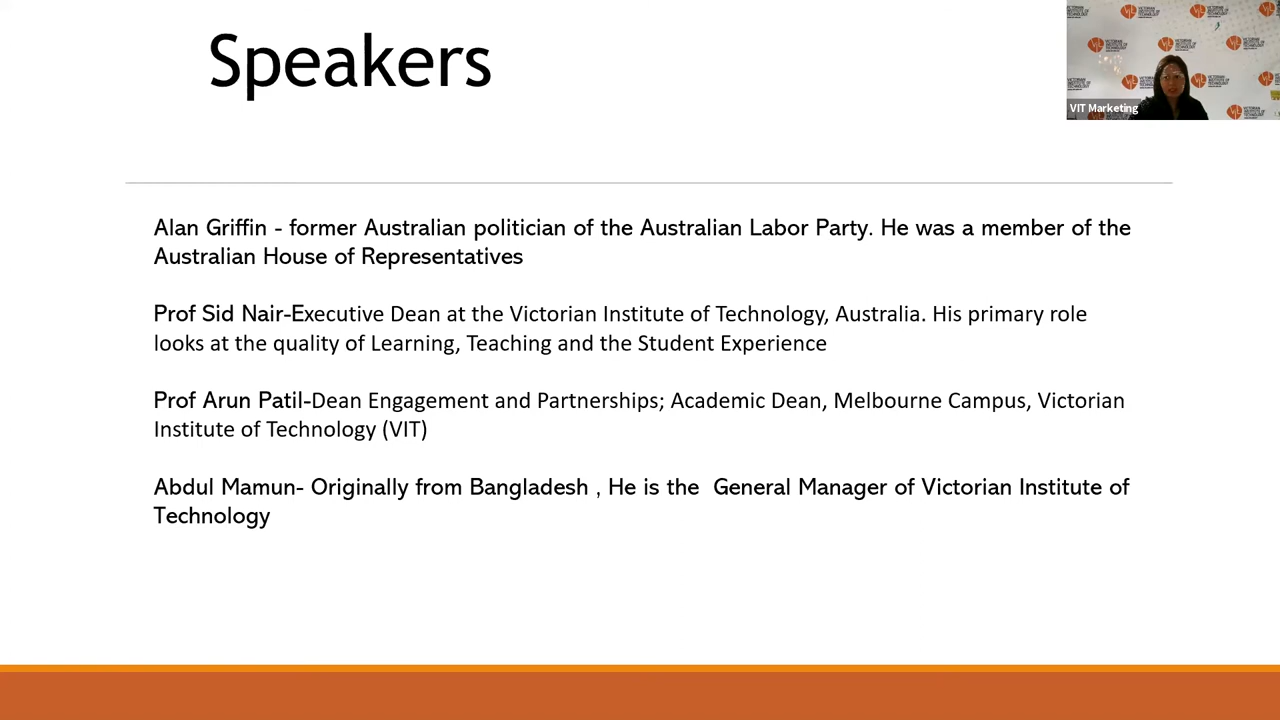 Speakers
VIT Marketing
Alan Griffin - former Australian politician of the Australian Labor Party. He was a member of the
Australian House of Representatives
Prof Sid Nair-Executive Dean at the Victorian Institute of Technology, Australia. His primary role
looks at the quality of Learning, Teaching and the Student Experience
Prof Arun Patil-Dean Engagement and Partnerships; Academic Dean, Melbourne Campus, Victorian
Institute of Technology (VIT)
Abdul Mamun- Originally from Bangladesh , He is the  General Manager of Victorian Institute of
Technology